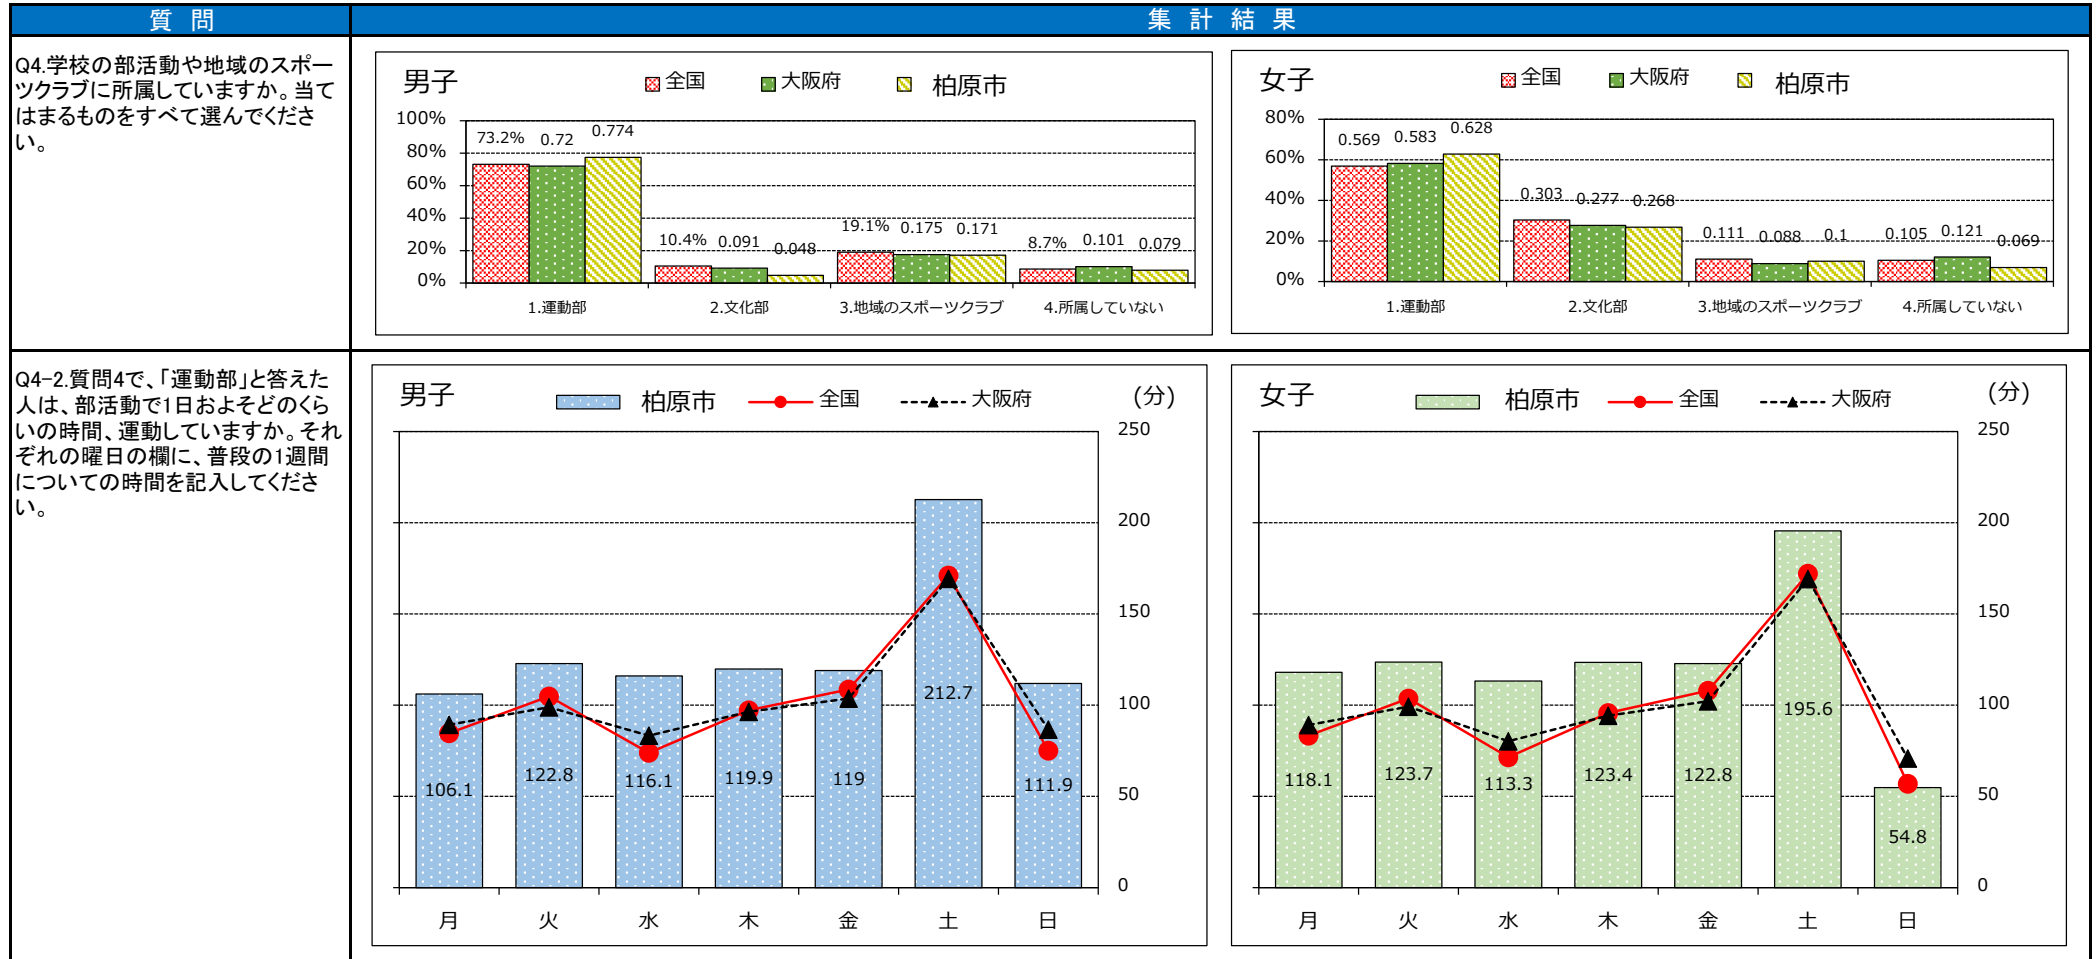 質 問
集 計 結 果
Q4.学校の部活動や地域のスポー
ツクラブに所属していますか。当て
はまるものをすべて選んでくださ
い。
男子
全国
大阪府
柏原市
100%
80%
60%
40%
20%
0%
73.2% 0.72 0.774
10.4% 0.091 0.048
19.1% 0.175 0.171
8.7% 0.101 0.079
1.運動部
2.文化部
3.地域のスポーツクラブ
4.所属していない
女子
全国
大阪府
柏原市
80%
60%
40%
20%
0%
0.569 0.583 0.628
0.303 0.277 0.268
0.111 0.088 0.1
0.105 0.121 0.069
1.運動部
2.文化部
3.地域のスポーツクラブ
4.所属していない
Q4-2.質問4で、「運動部」と答えた
人は、部活動で1日およそどのくら
いの時間、運動していますか。それ
ぞれの曜日の欄に、普段の1週間
についての時間を記入してくださ
い。
男子
柏原市
全国
大阪府
(分)
250
200
150
100
50
0
106.1
122.8
116.1
119.9
119
212.7
111.9
月 火 水 木 金 土 日
女子
柏原市
全国
大阪府
(分)
250
200
150
100
50
0
118.1
123.7
113.3
123.4
122.8
195.6
54.8
月 火 水 木 金 土 日